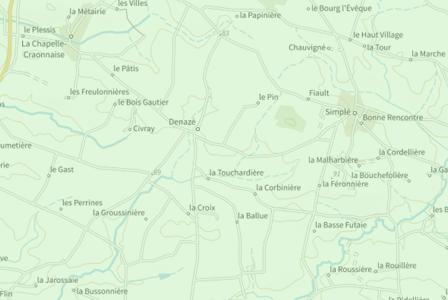 les Villes
la Métairie
la Papinière
le Bourg l'Évêque
le Plessis
La Chapelle-
Craonnaise
le Haut Village
Chauvigné
la Tour
la Marche
le Pâtis
les Freulonnières
le Bois Gautier
le Pin
Fiault
Simplé
Bonne Rencontre
Denazé
Civray
la Cordellière
la Malharbière
le Gast
la Touchardière
la Bouchefolière
la Féronnière
la Corbinière
les Perrines
la Groussinière
la Croix
la Ballue
la Basse Futaie
la Rouillère
la Roussière
la Jarossaie
la Bussonnière